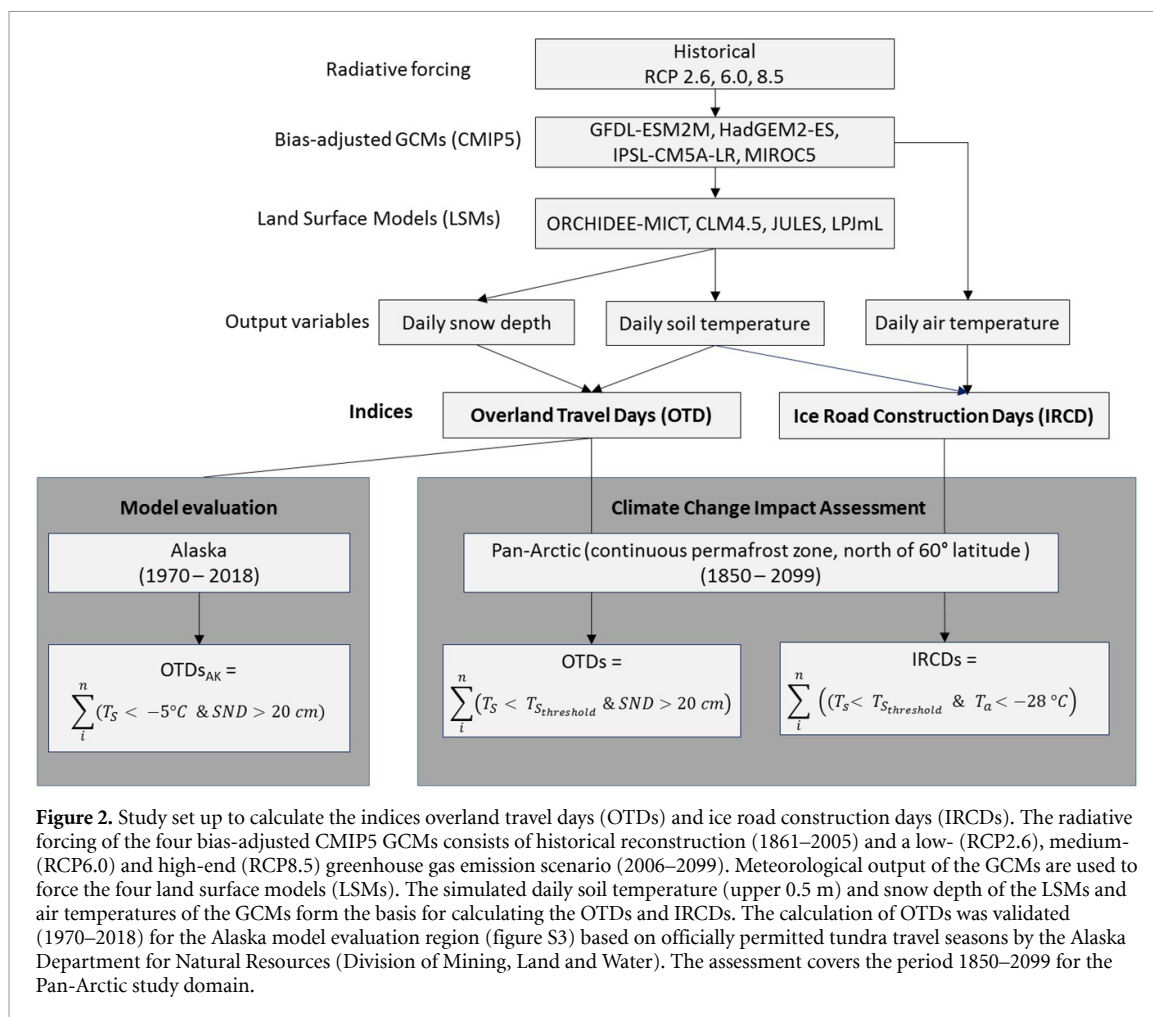 Radiative forcing
Historical
RCP 2.6, 6.0, 8.5
Bias-adjusted GCMs (CMIP5)
GFDL-ESM2M, HadGEM2-ES,
IPSL-CM5A-LR, MIROC5
Land Surface Models (LSMs)
ORCHIDEE-MICT, CLM4.5, JULES, LPJmL
Output variables
Daily snow depth
Daily soil temperature
Daily air temperature
Indices
Overland Travel Days (OTD)
Ice Road Construction Days (IRCD)
Model evaluation
Alaska
(1970 – 2018)
OTDs_AK =
∑_i^n (T_S < −5°C & SND > 20 cm)
Climate Change Impact Assessment
Pan-Arctic (continuous permafrost zone, north of 60° latitude )
(1850 – 2099)
OTDs =
∑_i^n (T_S < T_{S_threshold} & SND > 20 cm)
IRCDs =
∑_i^n ((T_s < T_{S_threshold} & T_a < −28 °C)
Figure 2. Study set up to calculate the indices overland travel days (OTDs) and ice road construction days (IRCDs). The radiative
forcing of the four bias-adjusted CMIP5 GCMs consists of historical reconstruction (1861–2005) and a low- (RCP2.6), medium-
(RCP6.0) and high-end (RCP8.5) greenhouse gas emission scenario (2006–2099). Meteorological output of the GCMs are used to
force the four land surface models (LSMs). The simulated daily soil temperature (upper 0.5 m) and snow depth of the LSMs and
air temperatures of the GCMs form the basis for calculating the OTDs and IRCDs. The calculation of OTDs was validated
(1970–2018) for the Alaska model evaluation region (figure S3) based on officially permitted tundra travel seasons by the Alaska
Department for Natural Resources (Division of Mining, Land and Water). The assessment covers the period 1850–2099 for the
Pan-Arctic study domain.